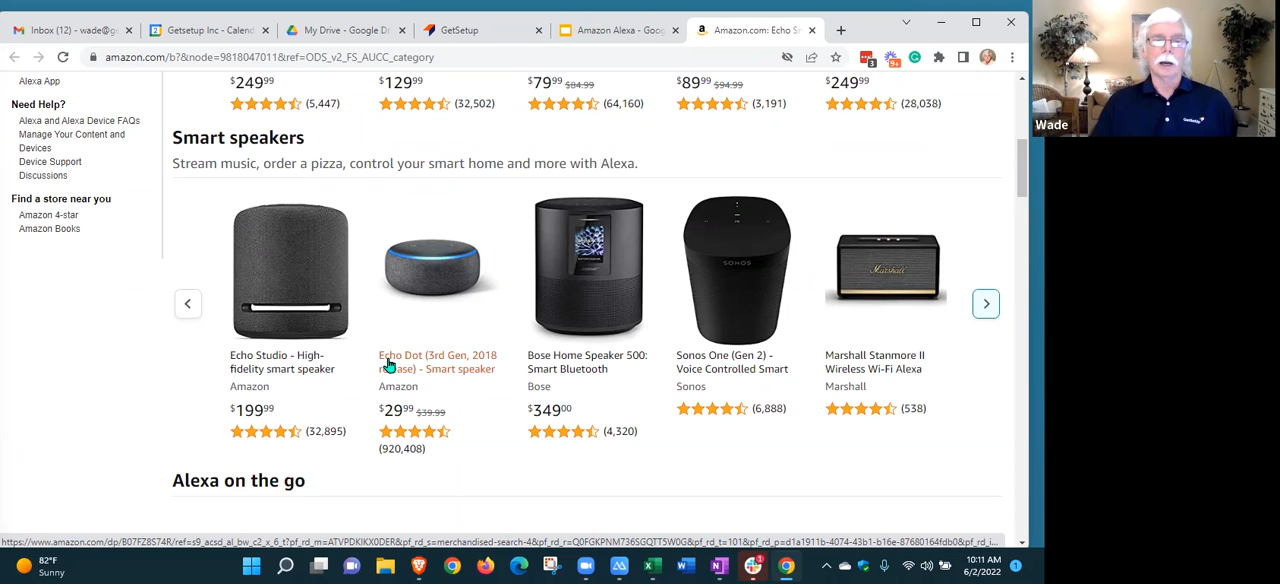 Inbox (15) - wade@g
Getsetup Inc - Calend
My Drive - Google Dr
GetSetup
Amazon Alexa - Goog
Amazon.com: Echo S
amazon.com/b?&node=9818047011&ref=ODS_v2_FS_AUCC_category
3
9+
Wade
Alexa App
Need Help?
Alexa and Alexa Device FAQs
Manage Your Content and
Devices
Device Support
Discussions
Find a store near you
Amazon 4-star
Amazon Books
$249.99 $129.99 $79.99 $84.99 $89.99 $94.99 $249.99
(5,447) (32,502) (64,160) (3,191) (28,038)
Smart speakers
Stream music, order a pizza, control your smart home and more with Alexa.
SONOS
Marshall
Echo Studio - High-
fidelity smart speaker
Amazon
$199.99
(32,895)
Echo Dot (3rd Gen, 2018
release) - Smart speaker
Amazon
$29.99 $39.99
(920,408)
Bose Home Speaker 500:
Smart Bluetooth
Bose
$349.00
(4,320)
Sonos One (Gen 2) -
Voice Controlled Smart
Sonos
(6,888)
Marshall Stanmore II
Wireless Wi-Fi Alexa
Marshall
(538)
Alexa on the go
82°F
Sunny
10:11 AM
6/2/2022
1